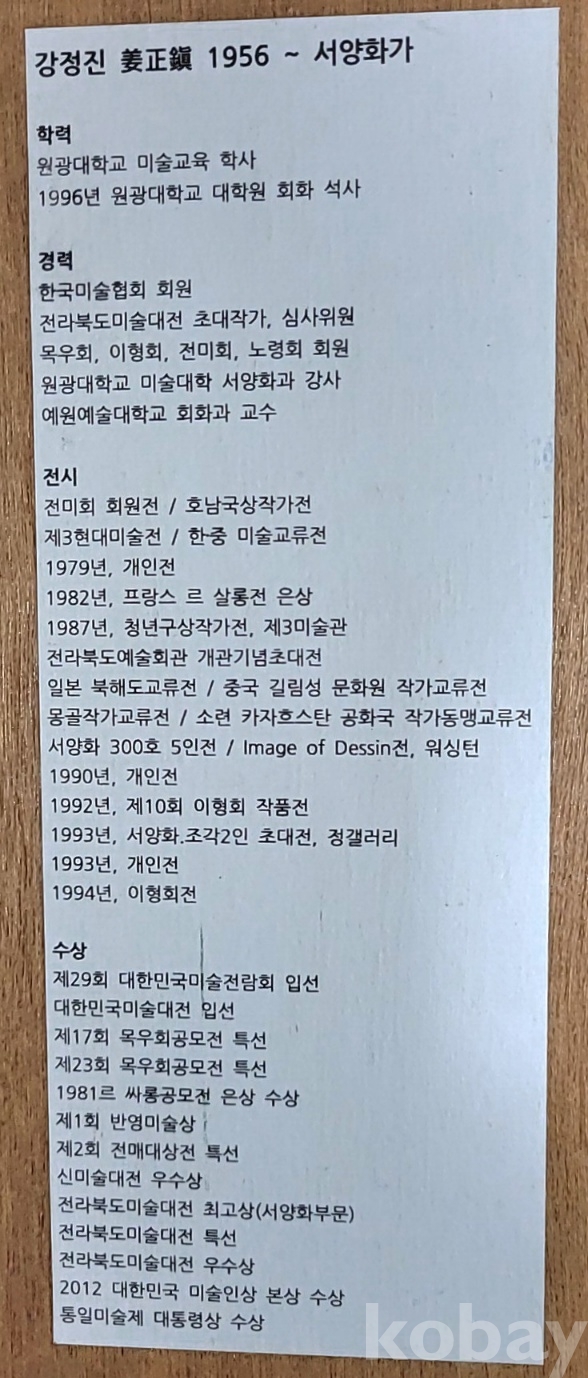 강정진 姜正鎭 1956 ~ 서양화가
학력
원광대학교 미술교육 학사
1996년 원광대학교 대학원 회화 석사
경력
한국미술협회 회원
전라북도미술대전 초대작가, 심사위원
목우회, 이형회, 전미회, 노령회 회원
원광대학교 미술대학 서양화과 강사
예원예술대학교 회화과 교수
전시
전미회 회원전 / 호남국상작가전
제3현대미술전 / 한·중 미술교류전
1979년, 개인전
1982년, 프랑스 르 살롱전 은상
1987년, 청년구상작가전, 제3미술관
전라북도예술회관 개관기념초대전
일본 북해도교류전 / 중국 길림성 문화원 작가교류전
몽골작가교류전 / 소련 카자흐스탄 공화국 작가동맹교류전
서양화 300호 5인전 / Image of Dessin전, 워싱턴
1990년, 개인전
1992년, 제10회 이형회 작품전
1993년, 서양화.조각2인 초대전, 정갤러리
1993년, 개인전
1994년, 이형회전
수상
제29회 대한민국미술전람회 입선
대한민국미술대전 입선
제17회 목우회공모전 특선
제23회 목우회공모전 특선
1981르 싸롱공모전 은상 수상
제1회 반영미술상
제2회 전매대상전 특선
신미술대전 우수상
전라북도미술대전 최고상(서양화부문)
전라북도미술대전 특선
전라북도미술대전 우수상
2012 대한민국 미술인상 본상 수상
통일미술제 대통령상 수상
kobay